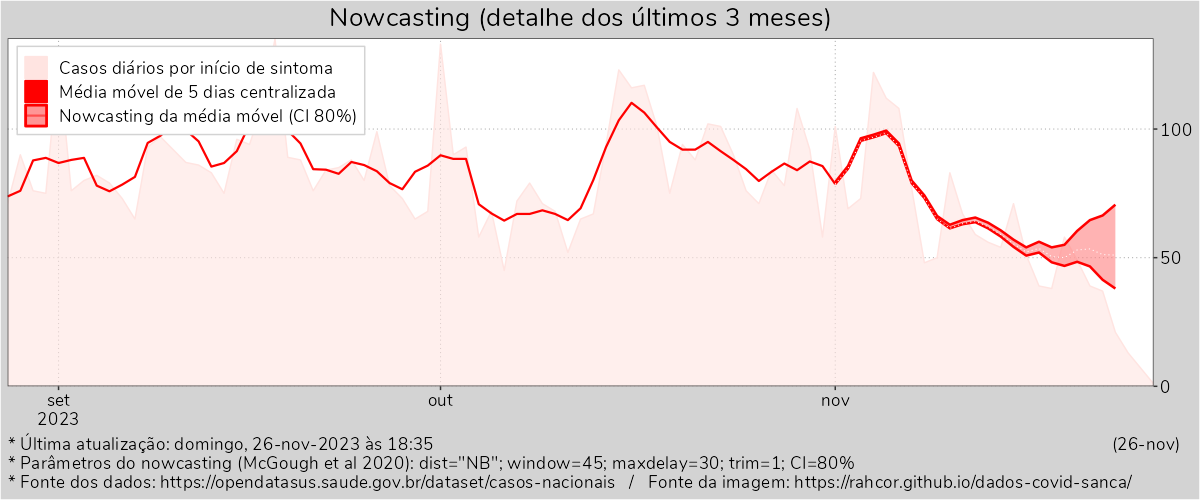 Nowcasting (detalhe dos últimos 3 meses)
Casos diários por início de sintoma
Média móvel de 5 dias centralizada
Nowcasting da média móvel (CI 80%)
100
50
0
set
2023
out
nov
* Última atualização: domingo, 26-nov-2023 às 18:35
(26-nov)
* Parâmetros do nowcasting (McGough et al 2020): dist="NB"; window=45; maxdelay=30; trim=1; CI=80%
* Fonte dos dados: https://opendatasus.saude.gov.br/dataset/casos-nacionais / Fonte da imagem: https://rahcor.github.io/dados-covid-sanca/